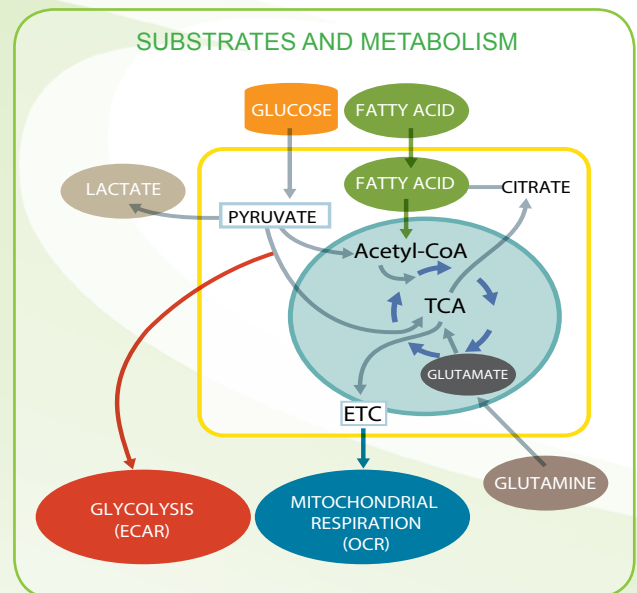 SUBSTRATES AND METABOLISM
GLUCOSE
FATTY ACID
LACTATE
FATTY ACID
CITRATE
PYRUVATE
Acetyl-CoA
TCA
GLUTAMATE
ETC
GLUTAMINE
GLYCOLYSIS
(ECAR)
MITOCHONDRIAL
RESPIRATION
(OCR)